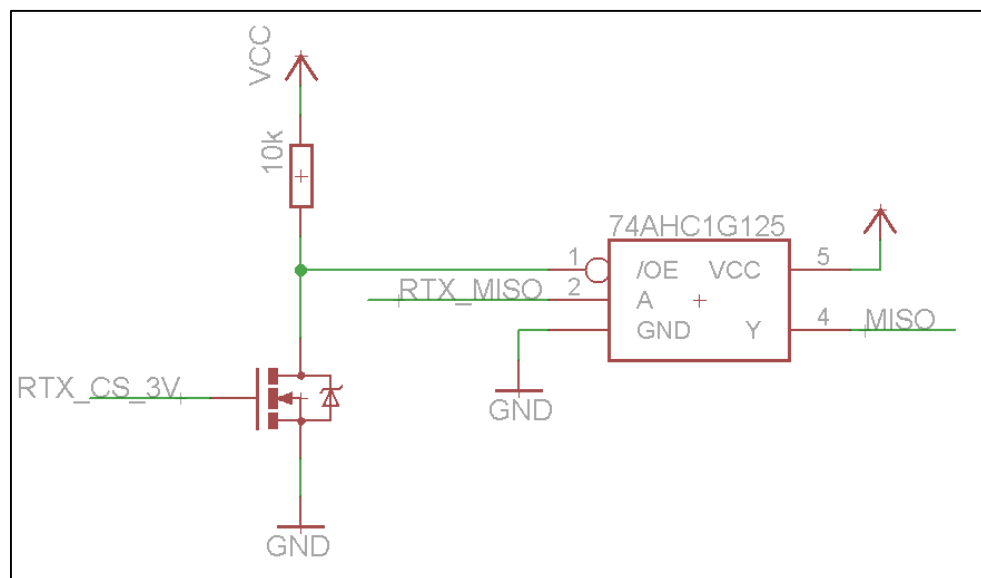 VCC
10k
74AHC1G125
1
/OE
VCC
5
RTX_MISO
2
A
GND
Y
4
MISO
RTX_CS_3V
GND
GND